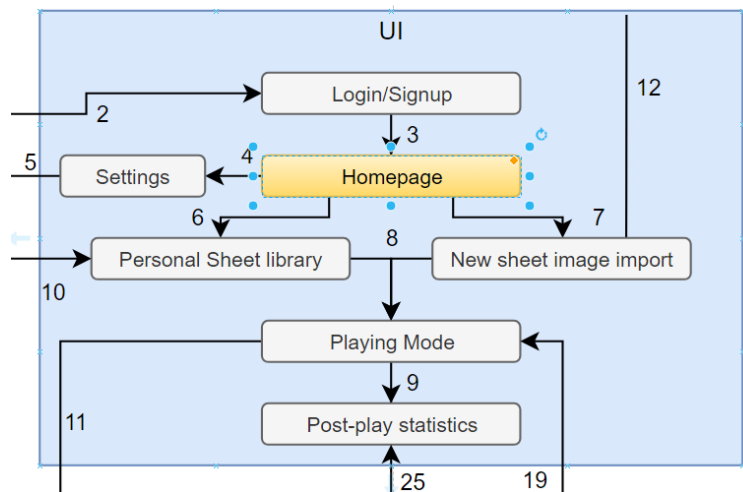 UI
12
Login/Signup
2
3
4
5
Settings
Homepage
6
7
8
Personal Sheet library
New sheet image import
10
Playing Mode
9
11
Post-play statistics
25
19